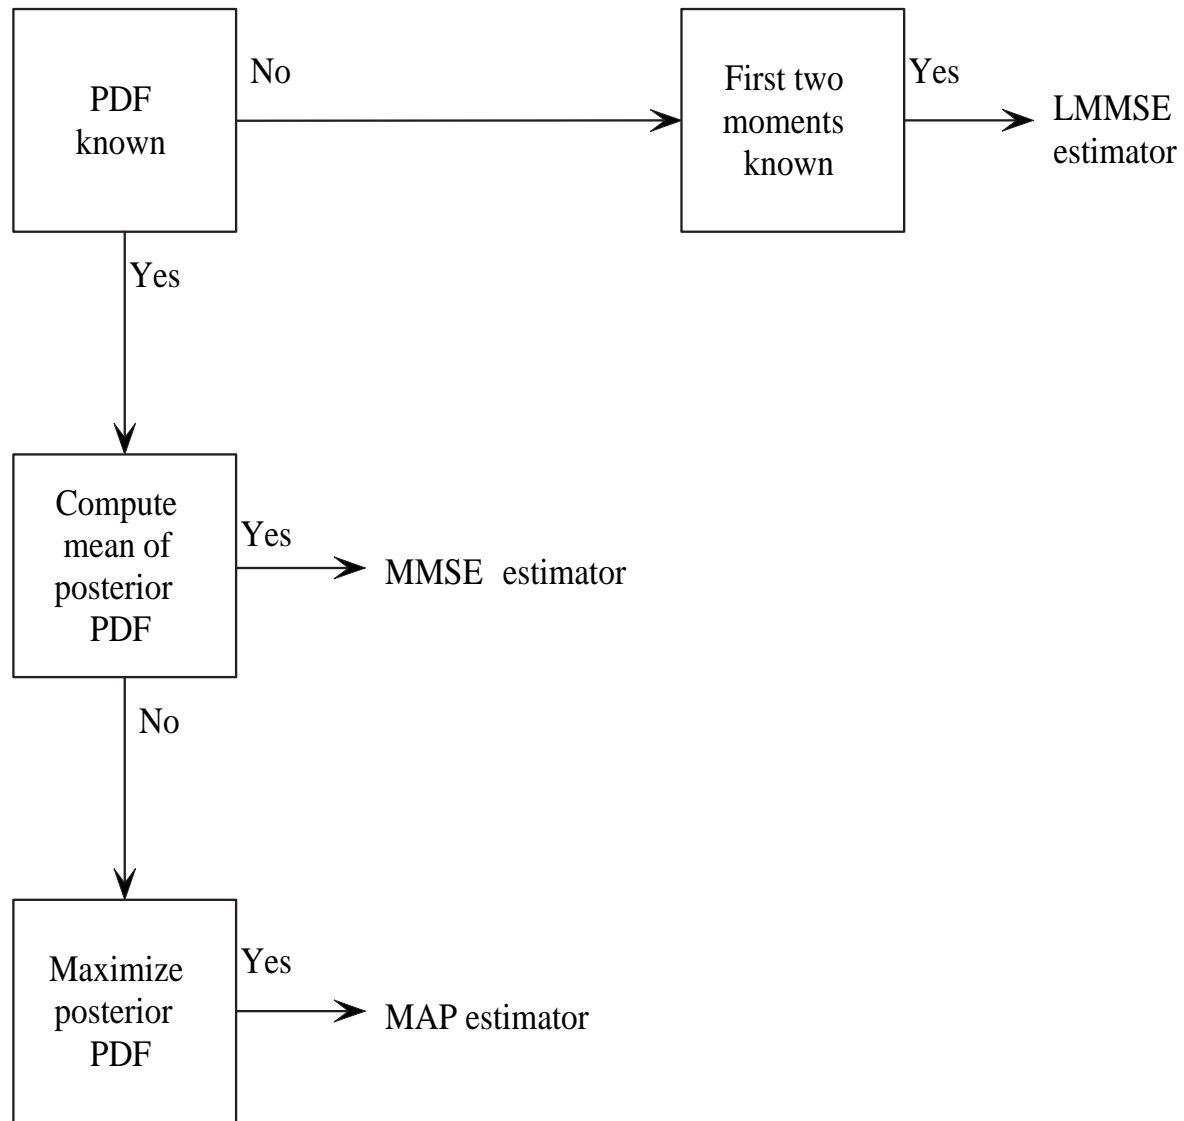 PDF
known
No
First two
moments
known
Yes
LMMSE
estimator
Yes
Compute
mean of
posterior
PDF
Yes
MMSE estimator
No
Maximize
posterior
PDF
Yes
MAP estimator